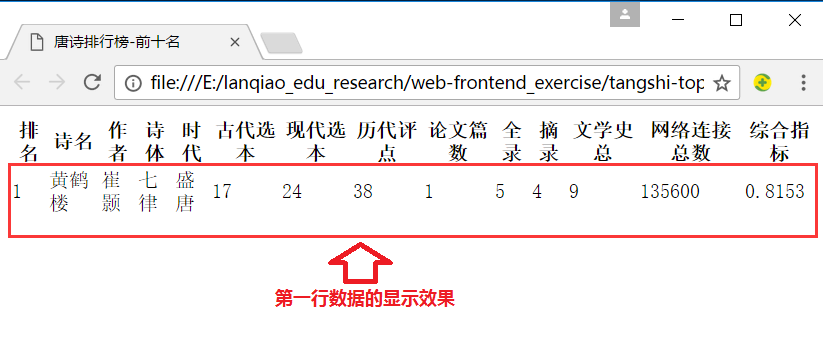 唐诗排行榜-前十名
file:///E:/lanqiao_edu_research/web-frontend_exercise/tangshi-top
排名 诗名 作者 诗体 时代 古代选本 现代选本 历代评点 论文篇数 全录 摘录 文学史总 网络连接总数 综合指标
1 黄鹤楼 崔颢 七律 盛唐 17 24 38 1 5 4 9 135600 0.8153
第一行数据的显示效果